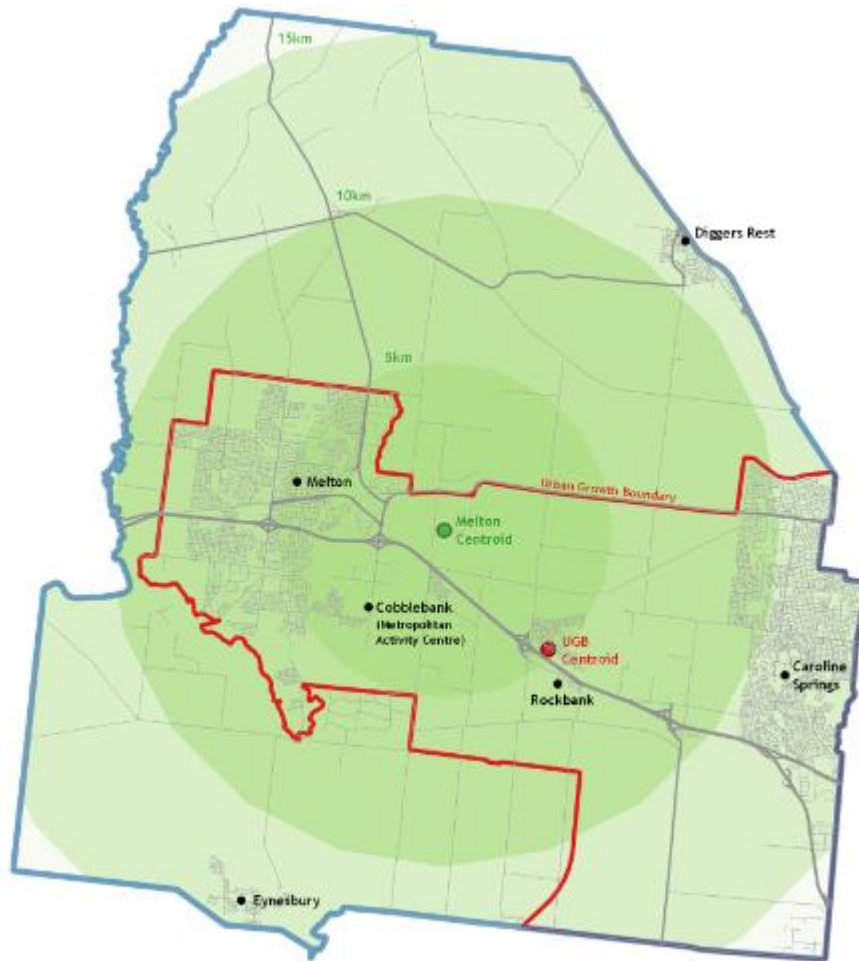 15km
10km
Diggers Rest
5km
Melton
Urban Growth Boundary
Melton
Centroid
Cobblebank
(Metropolitan
Activity Centre)
UGB
Centroid
Rockbank
Caroline
Springs
Eynesbury